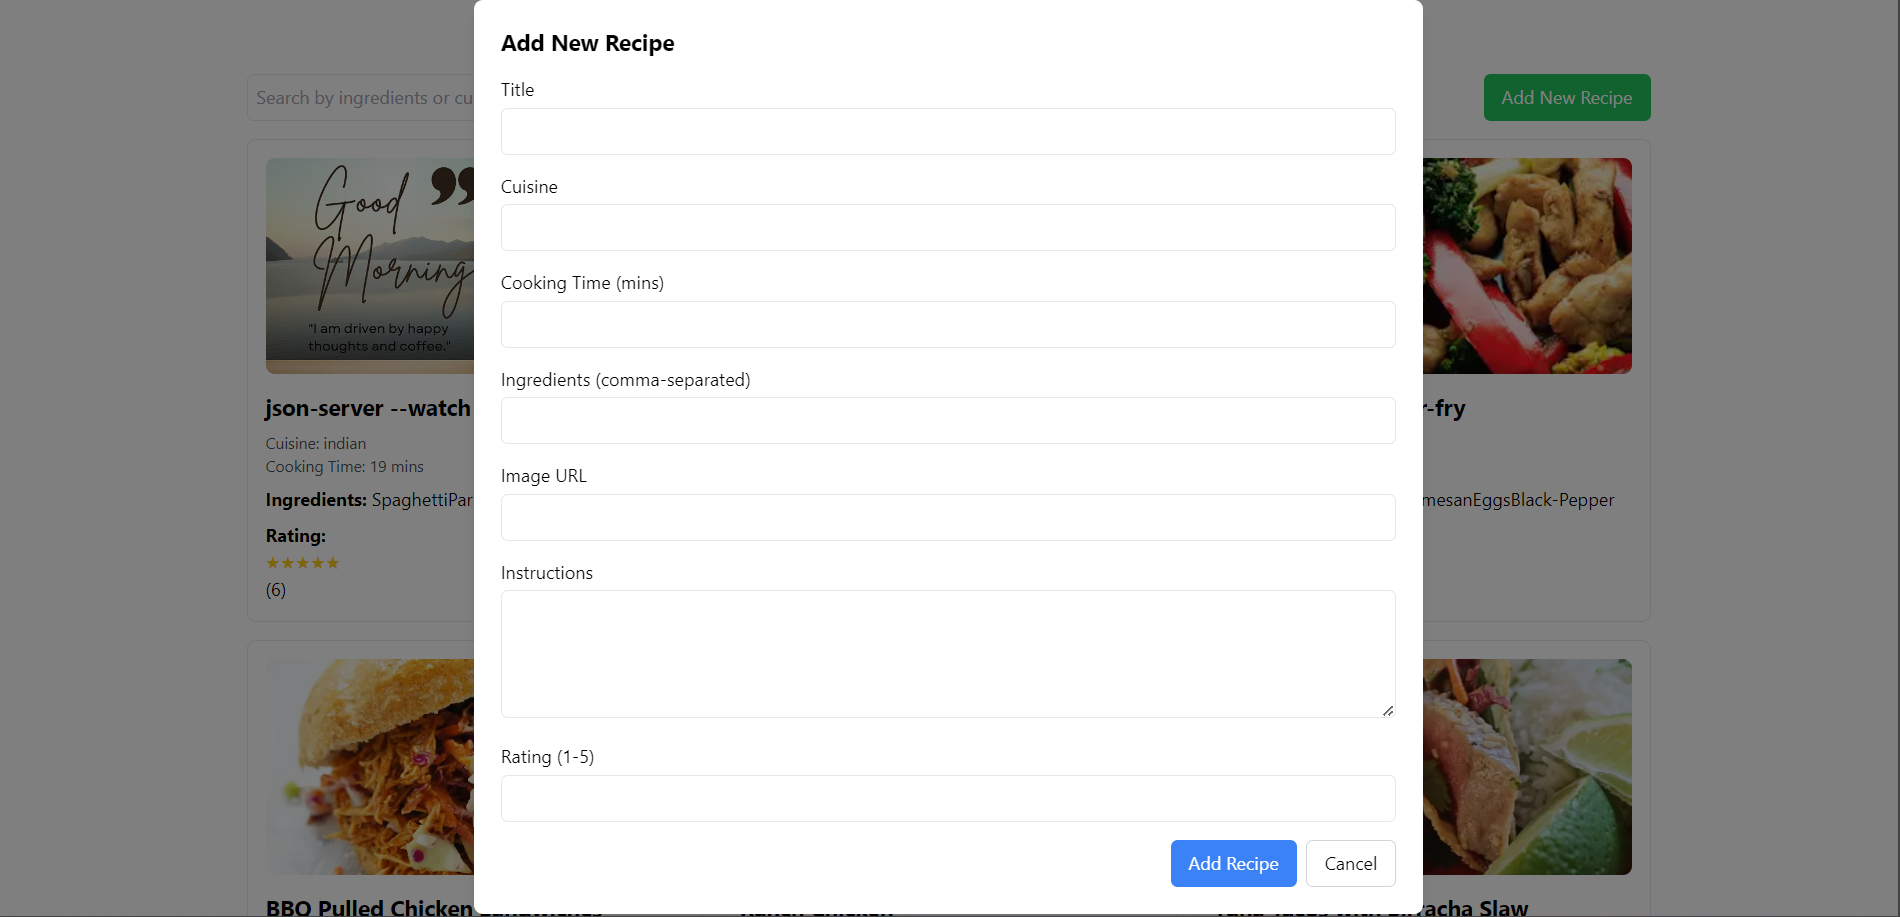 Add New Recipe
Title
Cuisine
Cooking Time (mins)
Ingredients (comma-separated)
Image URL
Instructions
Rating (1-5)
Add Recipe
Cancel
Search by ingredients or cu
Add New Recipe
Good
Morning
"I am driven by happy
thoughts and coffee."
json-server --watch
Cuisine: indian
Cooking Time: 19 mins
Ingredients: SpaghettiPar
Rating:
★★★★★
(6)
-fry
mesanEggsBlack-Pepper
BBQ Pulled Chicken
racha Slaw